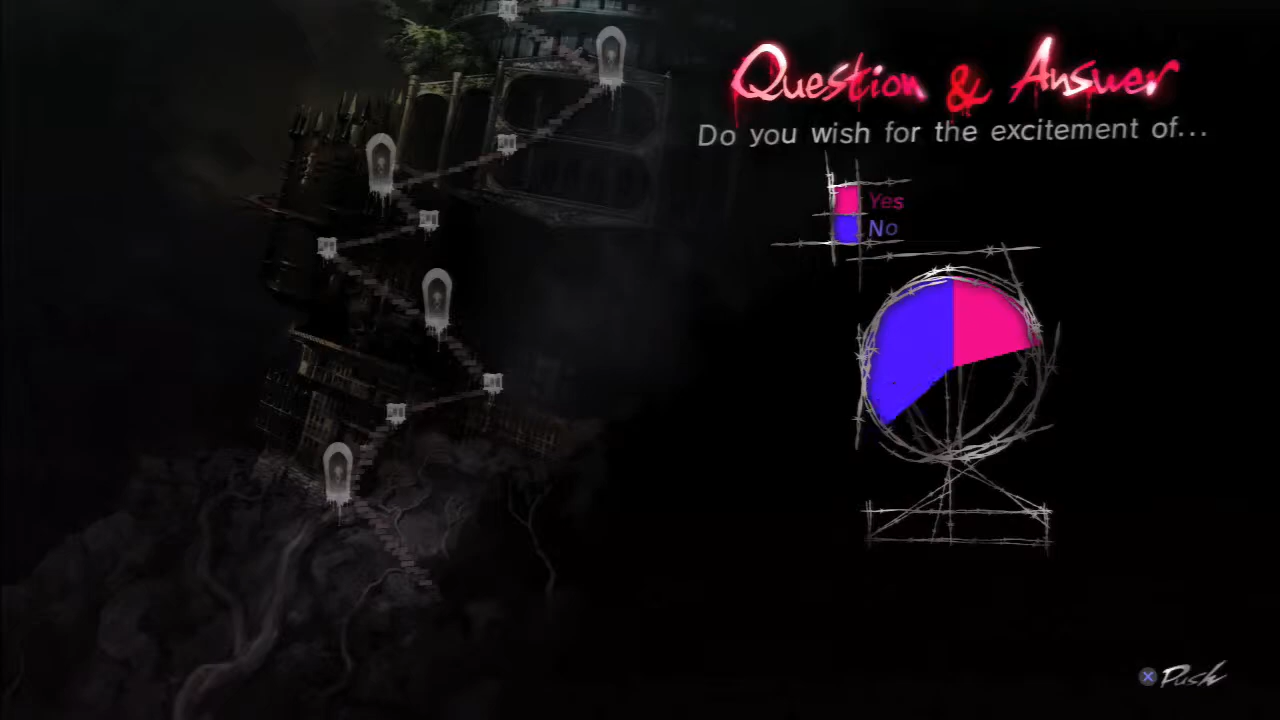 Question & Answer
Do you wish for the excitement of...
Yes
No
Push